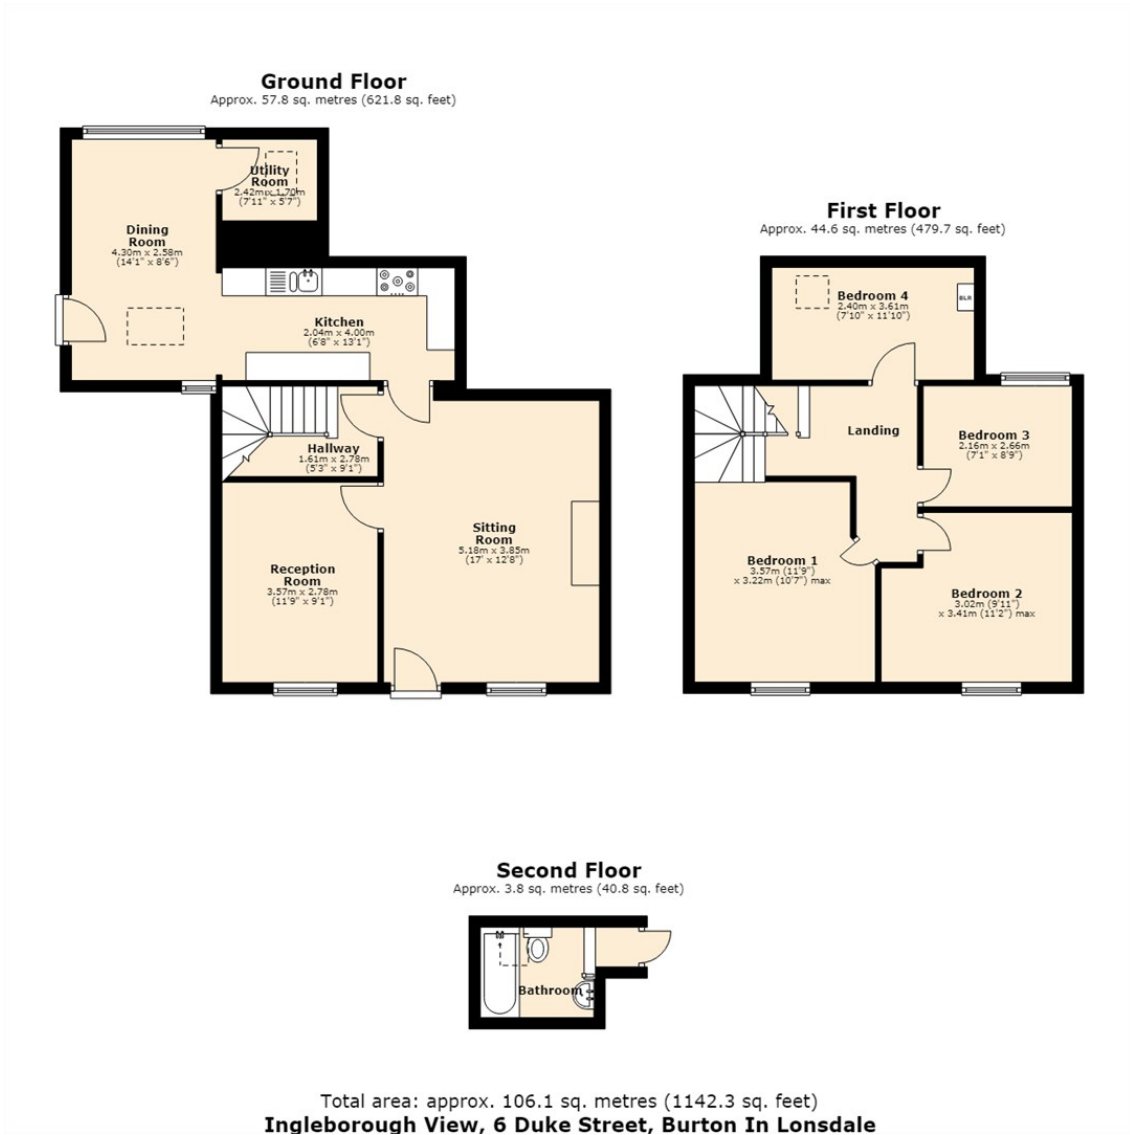 Ground Floor
Approx. 57.8 sq. metres (621.8 sq. feet)
Utility
Room
2.42m x 1.70m
(7'11" x 5'7")
Dining
Room
4.30m x 2.58m
(14'1" x 8'6")
Kitchen
2.04m x 4.00m
(6'8" x 13'1")
Hallway
1.61m x 2.78m
(5'3" x 9'1")
Sitting
Room
5.18m x 3.85m
(17' x 12'8")
Reception
Room
3.57m x 2.78m
(11'9" x 9'1")
First Floor
Approx. 44.6 sq. metres (479.7 sq. feet)
Bedroom 4
2.40m x 3.61m
(7'10" x 11'10")
BLR
Landing
Bedroom 3
2.16m x 2.66m
(7'1" x 8'9")
Bedroom 1
3.57m (11'9")
x 3.22m (10'7") max
Bedroom 2
3.02m (9'11")
x 3.41m (11'2") max
Second Floor
Approx. 3.8 sq. metres (40.8 sq. feet)
Bathroom
Total area: approx. 106.1 sq. metres (1142.3 sq. feet)
Ingleborough View, 6 Duke Street, Burton In Lonsdale